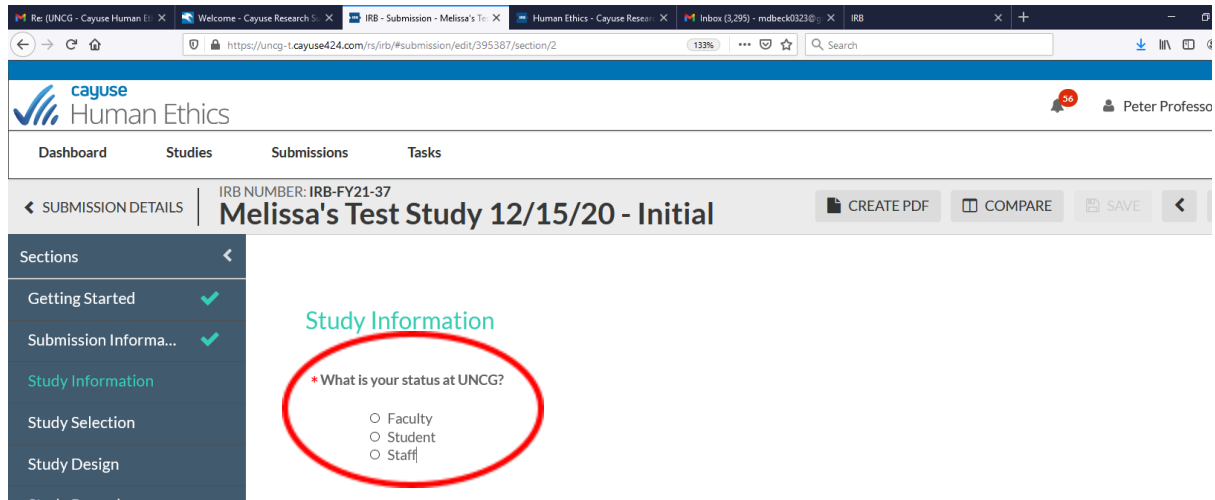 Re: (UNCG - Cayuse Human Et
Welcome - Cayuse Research Su
IRB - Submission - Melissa's Te
Human Ethics - Cayuse Resear
Inbox (3,295) - mdbeck0323@g
IRB
https://uncg-t.cayuse424.com/rs/irb/#submission/edit/395387/section/2
133%
Search
cayuse
Human Ethics
56
Peter Professo
Dashboard Studies Submissions Tasks
SUBMISSION DETAILS
IRB NUMBER: IRB-FY21-37
Melissa's Test Study 12/15/20 - Initial
CREATE PDF
COMPARE
SAVE
Sections
Getting Started
Submission Informa...
Study Information
Study Selection
Study Design
Study Information
* What is your status at UNCG?
Faculty
Student
Staff